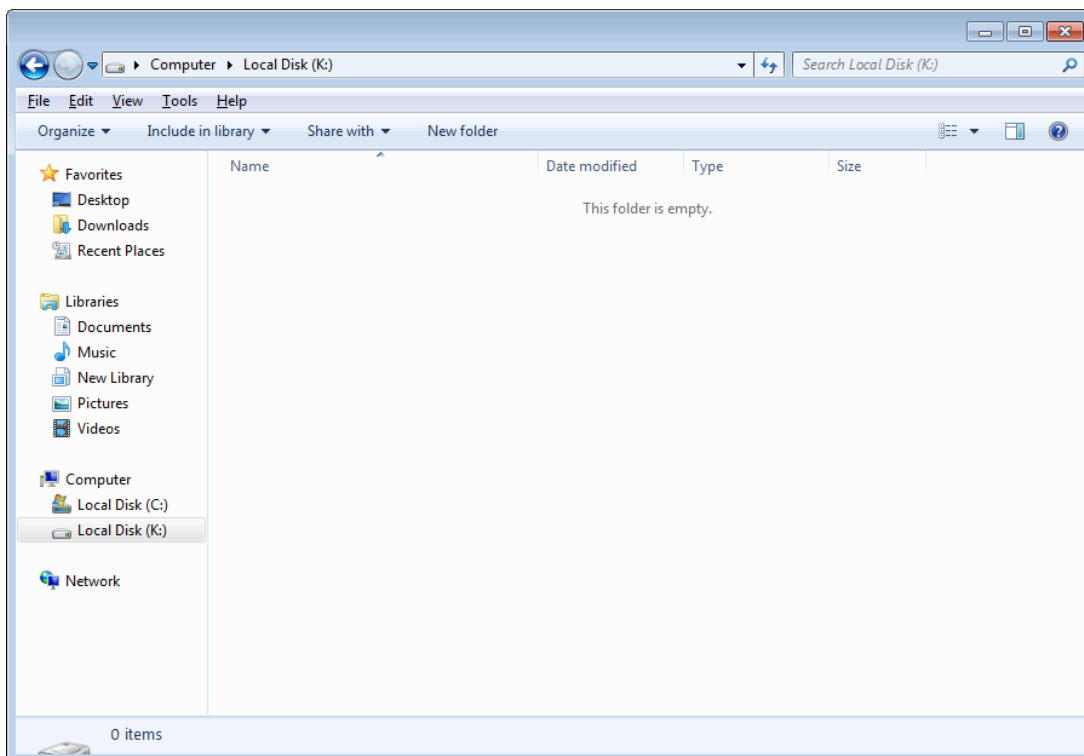 Computer Local Disk (K:) Search Local Disk (K:)
File Edit View Tools Help
Organize Include in library Share with New folder
Name Date modified Type Size
This folder is empty.
Favorites
Desktop
Downloads
Recent Places
Libraries
Documents
Music
New Library
Pictures
Videos
Computer
Local Disk (C:)
Local Disk (K:)
Network
0 items